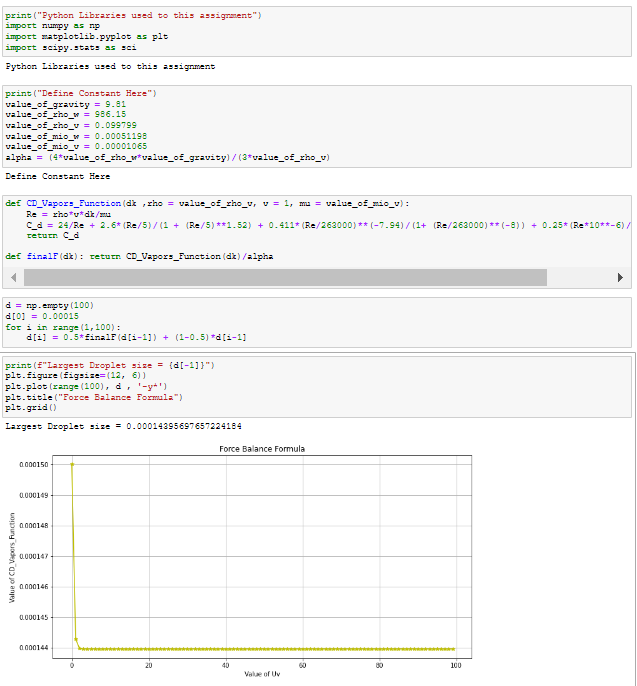 print("Python Libraries used to this assignment")
import numpy as np
import matplotlib.pyplot as plt
import scipy.stats as sci
Python Libraries used to this assignment
print("Define Constant Here")
value_of_gravity = 9.81
value_of_rho_w = 986.15
value_of_rho_v = 0.099799
value_of_mio_w = 0.00051198
value_of_mio_v = 0.00001065
alpha = (4*value_of_rho_w*value_of_gravity)/(3*value_of_rho_v)
Define Constant Here
def CD_Vapors_Function(dk ,rho = value_of_rho_v, v = 1, mu = value_of_mio_v):
Re = rho*v*dk/mu
C_d = 24/Re + 2.6*(Re/5)/(1 + (Re/5)**1.52) + 0.411*(Re/263000)**(-7.94)/(1+ (Re/263000)**(-8)) + 0.25*(Re*10**-6)/
return C_d
def finalF(dk): return CD_Vapors_Function(dk)/alpha
d = np.empty(100)
d[0] = 0.00015
for i in range(1,100):
d[i] = 0.5*finalF(d[i-1]) + (1-0.5)*d[i-1]
print(f"Largest Droplet size = {d[-1]}")
plt.figure(figsize=(12, 6))
plt.plot(range(100), d , '-y*')
plt.title("Force Balance Formula")
plt.grid()
Largest Droplet size = 0.00014395697657224184
Force Balance Formula
0.000150
0.000149
0.000148
0.000147
0.000146
0.000145
0.000144
Value of CD_Vapors_Function
0 20 40 60 80 100
Value of Uv